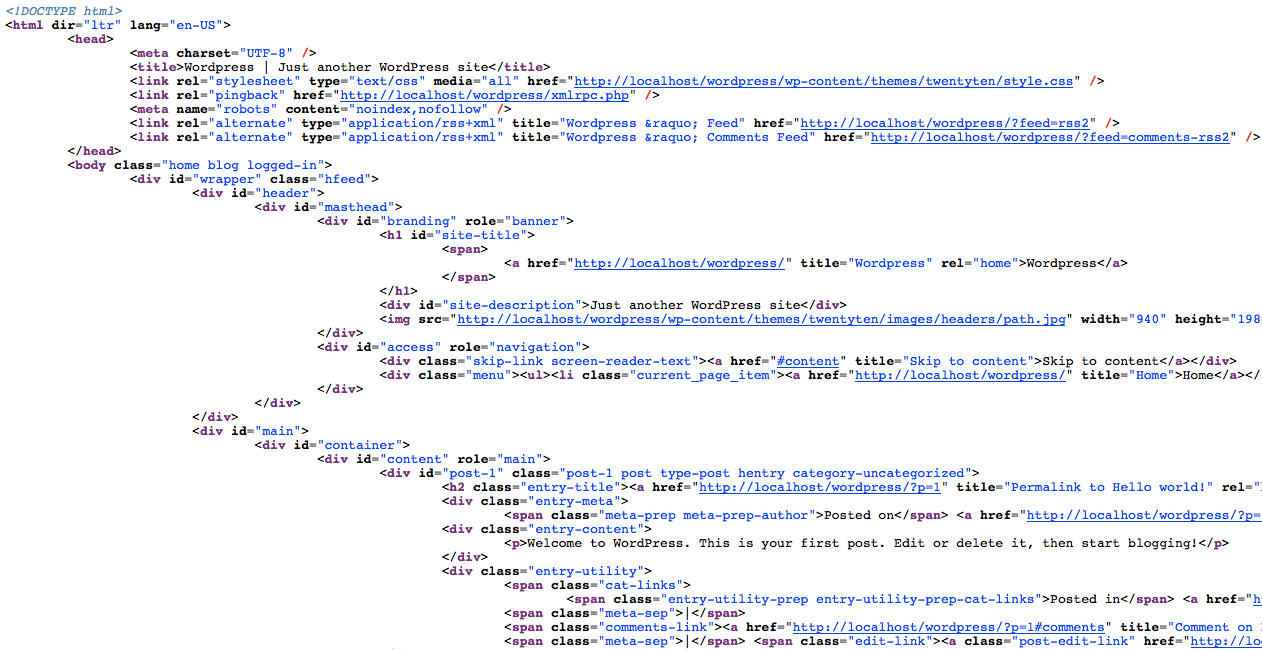 <!DOCTYPE html>
<html dir="ltr" lang="en-US">
<head>
<meta charset="UTF-8" />
<title>Wordpress | Just another WordPress site</title>
<link rel="stylesheet" type="text/css" media="all" href="http://localhost/wordpress/wp-content/themes/twentyten/style.css" />
<link rel="pingback" href="http://localhost/wordpress/xmlrpc.php" />
<meta name="robots" content="noindex,nofollow" />
<link rel="alternate" type="application/rss+xml" title="Wordpress &raquo; Feed" href="http://localhost/wordpress/?feed=rss2" />
<link rel="alternate" type="application/rss+xml" title="Wordpress &raquo; Comments Feed" href="http://localhost/wordpress/?feed=comments-rss2" />
</head>
<body class="home blog logged-in">
<div id="wrapper" class="hfeed">
<div id="header">
<div id="masthead">
<div id="branding" role="banner">
<h1 id="site-title">
<span>
<a href="http://localhost/wordpress/" title="Wordpress" rel="home">Wordpress</a>
</span>
</h1>
<div id="site-description">Just another WordPress site</div>
<img src="http://localhost/wordpress/wp-content/themes/twentyten/images/headers/path.jpg" width="940" height="198
</div>
<div id="access" role="navigation">
<div class="skip-link screen-reader-text"><a href="#content" title="Skip to content">Skip to content</a></div>
<div class="menu"><ul><li class="current_page_item"><a href="http://localhost/wordpress/" title="Home">Home</a></
</div>
</div>
</div>
<div id="main">
<div id="container">
<div id="content" role="main">
<div id="post-1" class="post-1 post type-post hentry category-uncategorized">
<h2 class="entry-title"><a href="http://localhost/wordpress/?p=1" title="Permalink to Hello world!" rel="
<div class="entry-meta">
<span class="meta-prep meta-prep-author">Posted on</span> <a href="http://localhost/wordpress/?p=
<div class="entry-content">
<p>Welcome to WordPress. This is your first post. Edit or delete it, then start blogging!</p>
</div>
<div class="entry-utility">
<span class="cat-links">
<span class="entry-utility-prep entry-utility-prep-cat-links">Posted in</span> <a href="h
<span class="meta-sep">|</span>
<span class="comments-link"><a href="http://localhost/wordpress/?p=1#comments" title="Comment on
<span class="meta-sep">|</span> <span class="edit-link"><a class="post-edit-link" href="http://lo